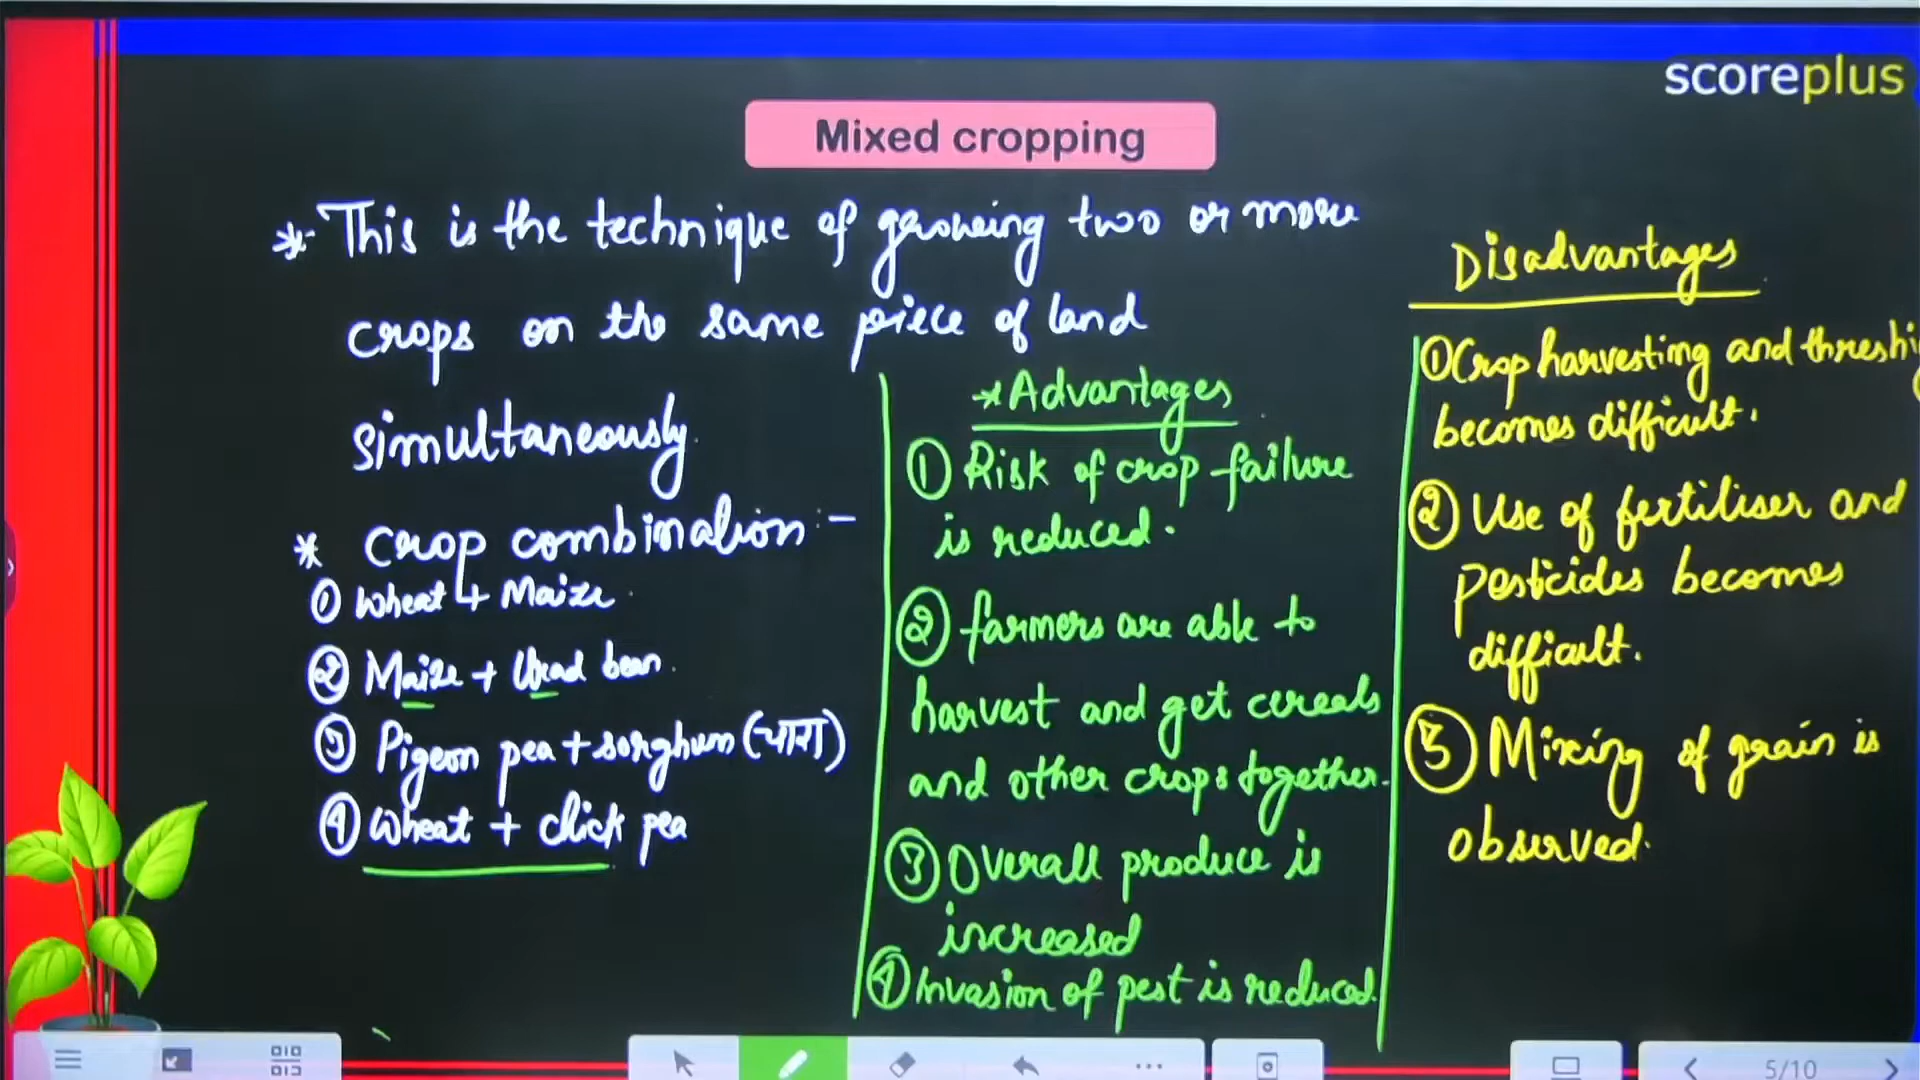 scoreplus
Mixed cropping
* This is the technique of growing two or more
crops on the same piece of land
simultaneously
* Crop combination :-
① Wheat + Maize
② Maize + Urad bean
③ Pigeon pea + sorghum (चारा)
④ Wheat + chick pea
* Advantages
① Risk of crop failure
is reduced.
② farmers are able to
harvest and get cereals
and other crops together.
③ Overall produce is
increased
④ Invasion of pest is reduced.
Disadvantages
① Crop harvesting and threshi
becomes difficult.
② Use of fertiliser and
pesticides becomes
difficult.
③ Mixing of grain is
observed.
5/10